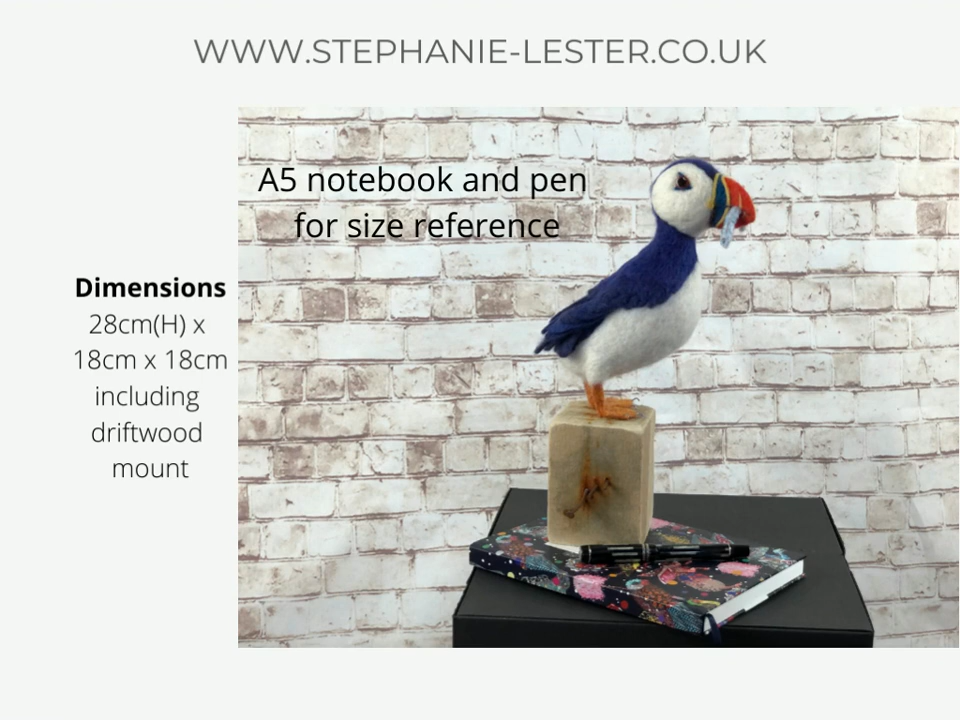 WWW.STEPHANIE-LESTER.CO.UK
A5 notebook and pen
for size reference
Dimensions
28cm(H) x
18cm x 18cm
including
driftwood
mount